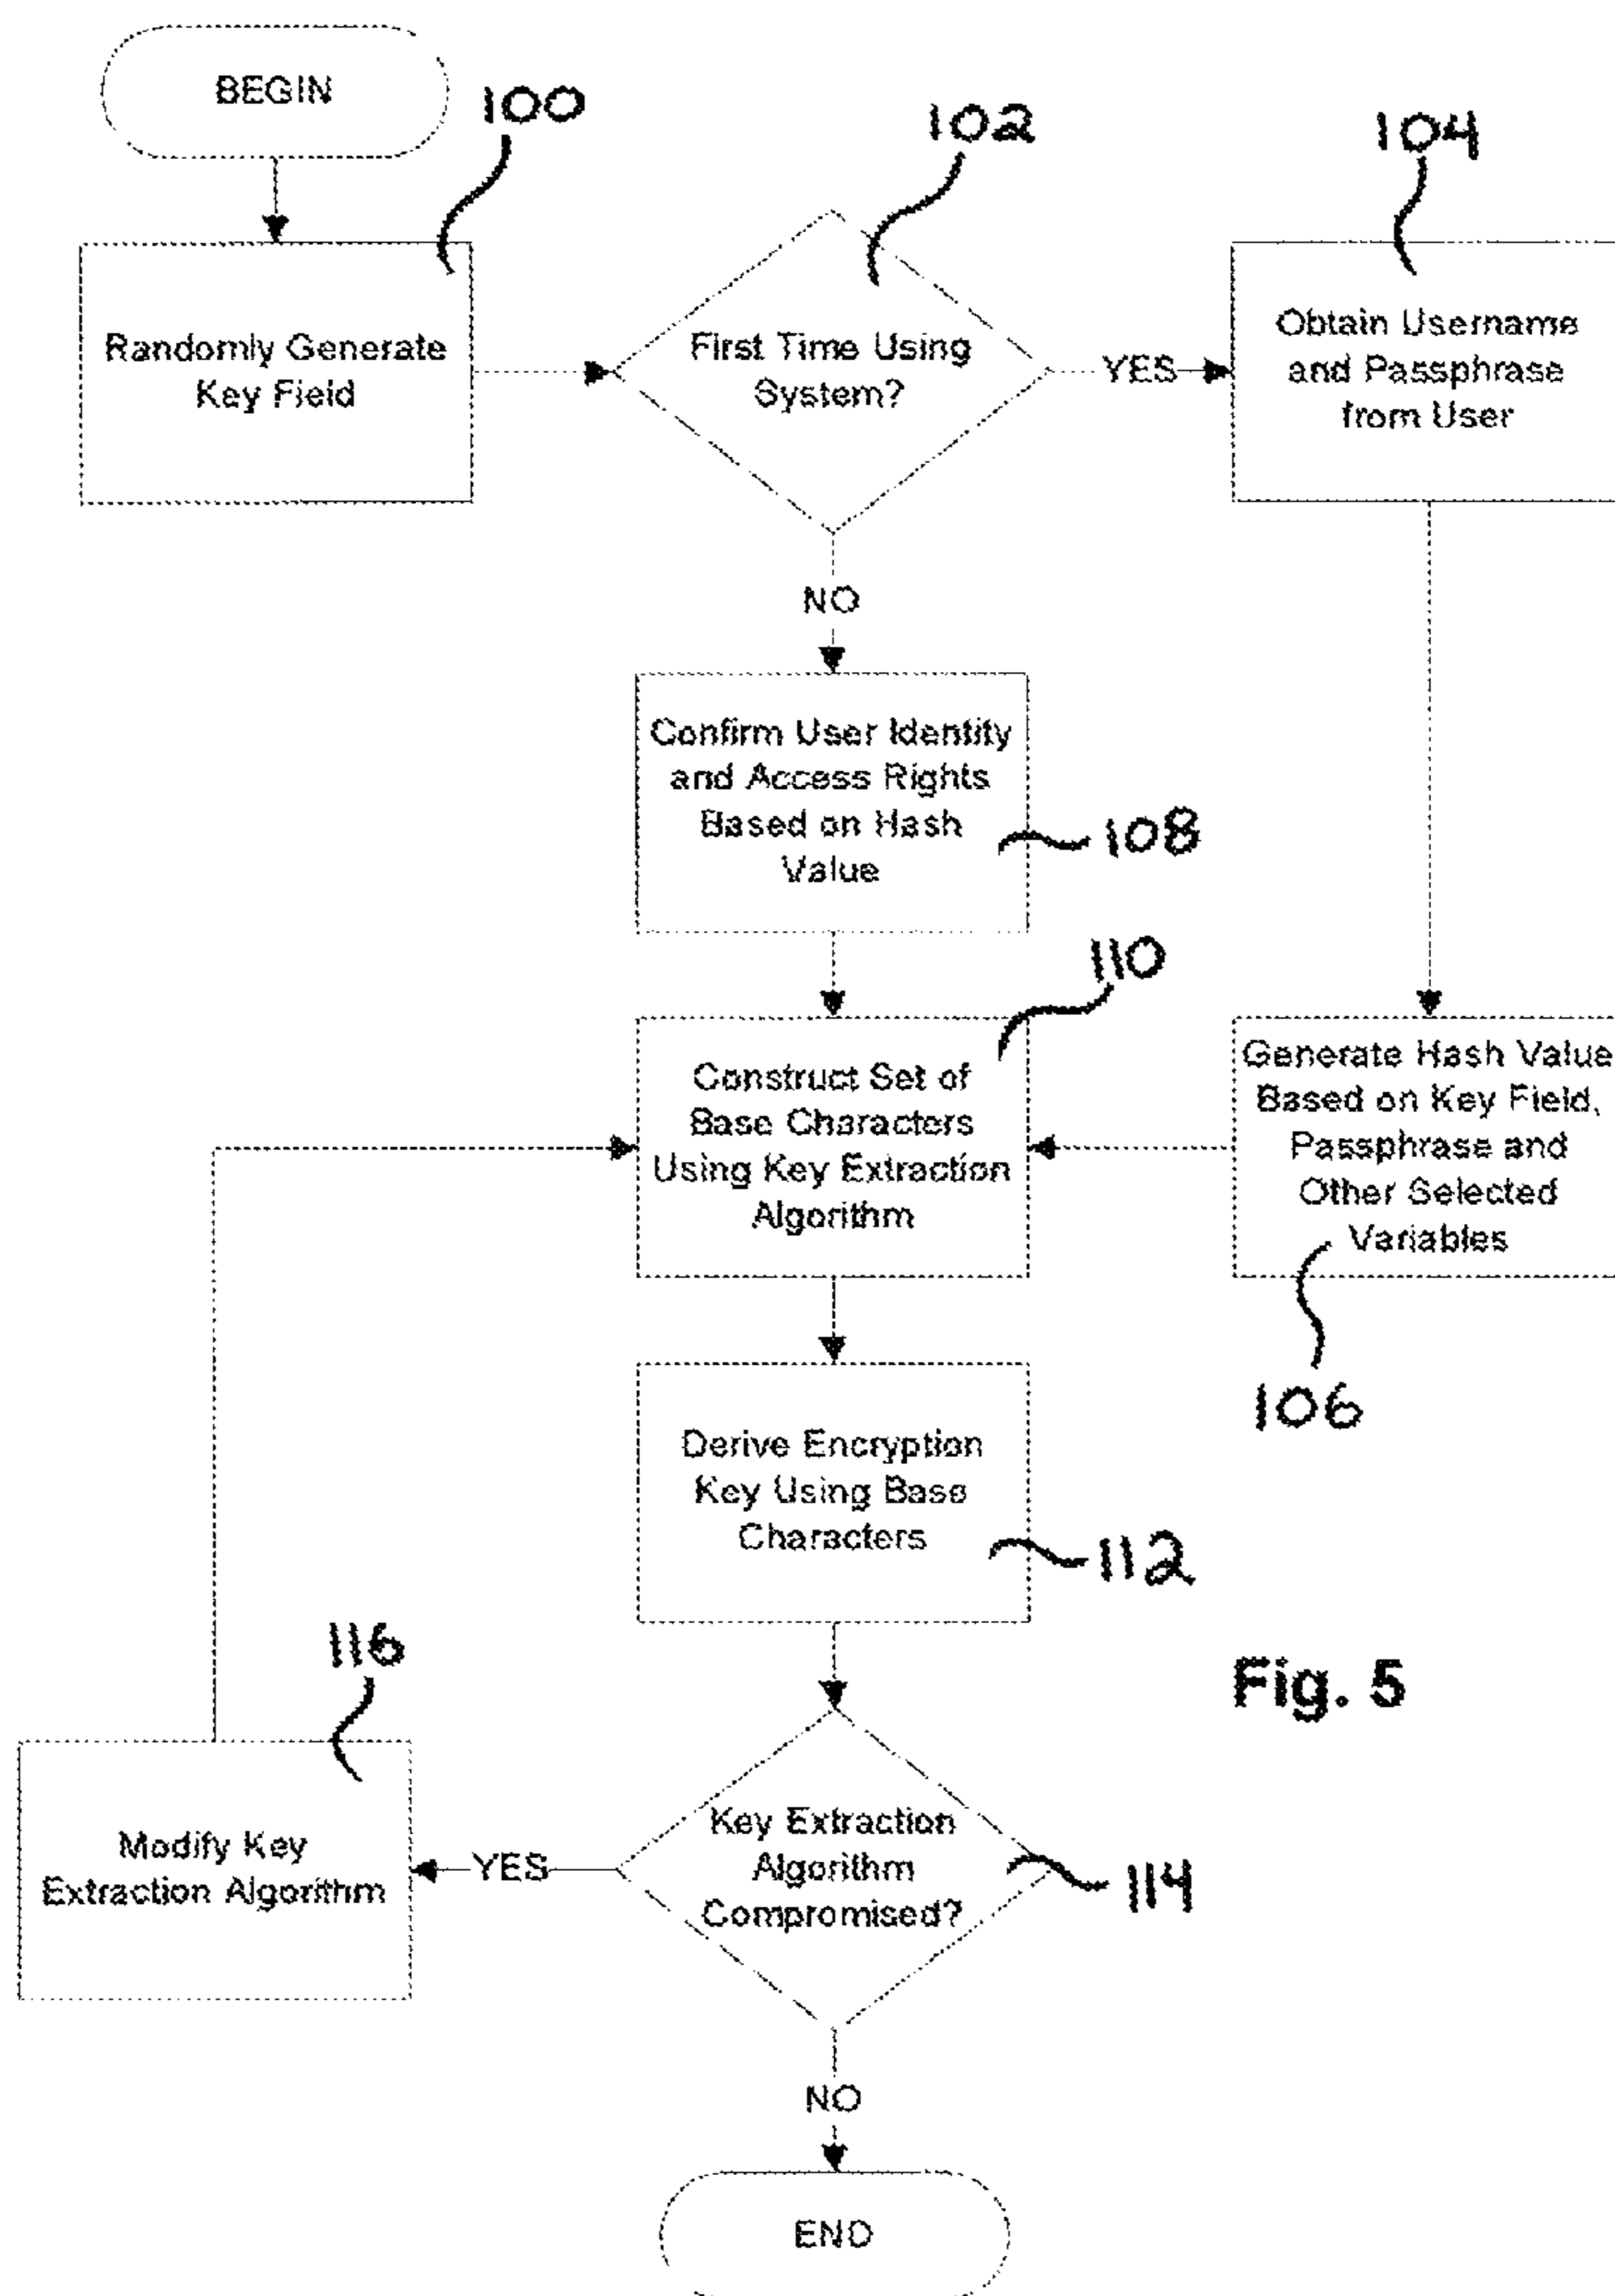 BEGIN
100
102
104
Randomly Generate
Key Field
First Time Using
System?
YES
Obtain Username
and Passphrase
from User
NO
Confirm User Identity
and Access Rights
Based on Hash
Value
108
110
Construct Set of
Base Characters
Using Key Extraction
Algorithm
Generate Hash Value
Based on Key Field,
Passphrase and
Other Selected
Variables
106
Derive Encryption
Key Using Base
Characters
112
116
Fig. 5
Modify Key
Extraction Algorithm
YES
Key Extraction
Algorithm
Compromised?
114
NO
END